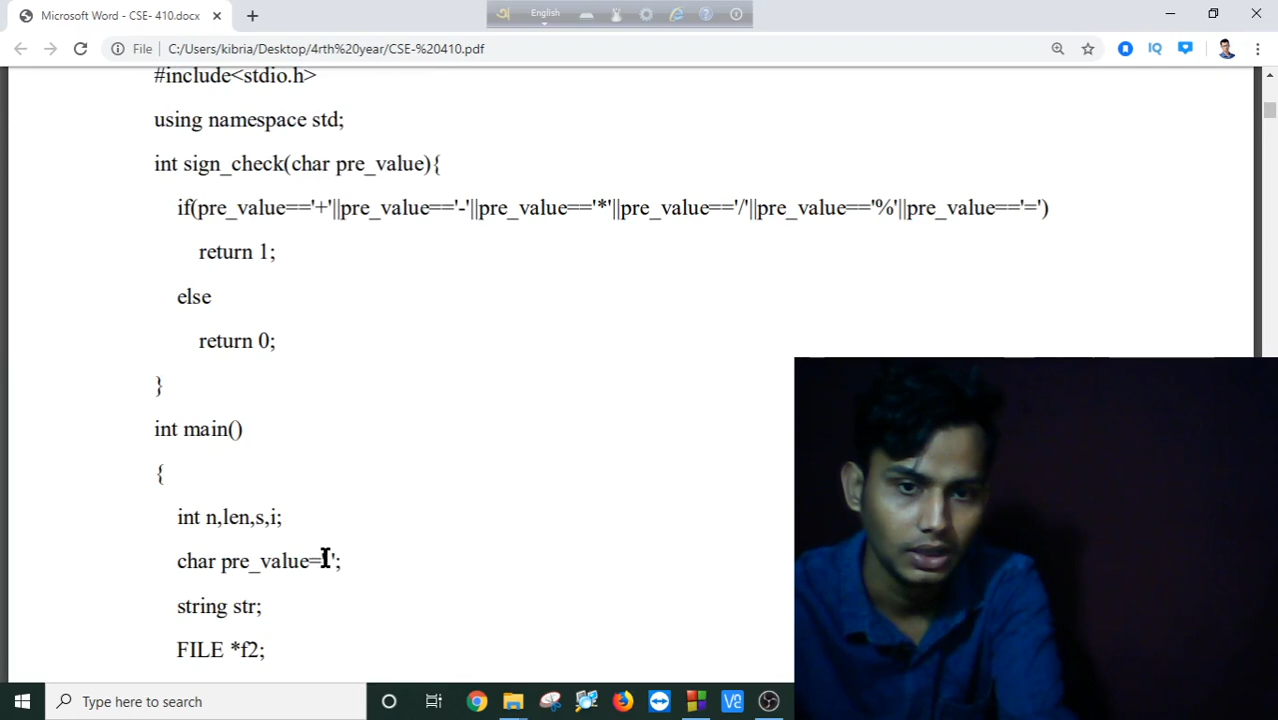 Microsoft Word - CSE- 410.docx
English
File
C:/Users/kibria/Desktop/4rth%20year/CSE-%20410.pdf
#include<stdio.h>
using namespace std;
int sign_check(char pre_value){
if(pre_value=='+'||pre_value=='-'||pre_value=='*'||pre_value=='/'||pre_value=='%'||pre_value=='=')
return 1;
else
return 0;
}
int main()
{
int n,len,s,i;
char pre_value=' ';
string str;
FILE *f2;
Type here to search